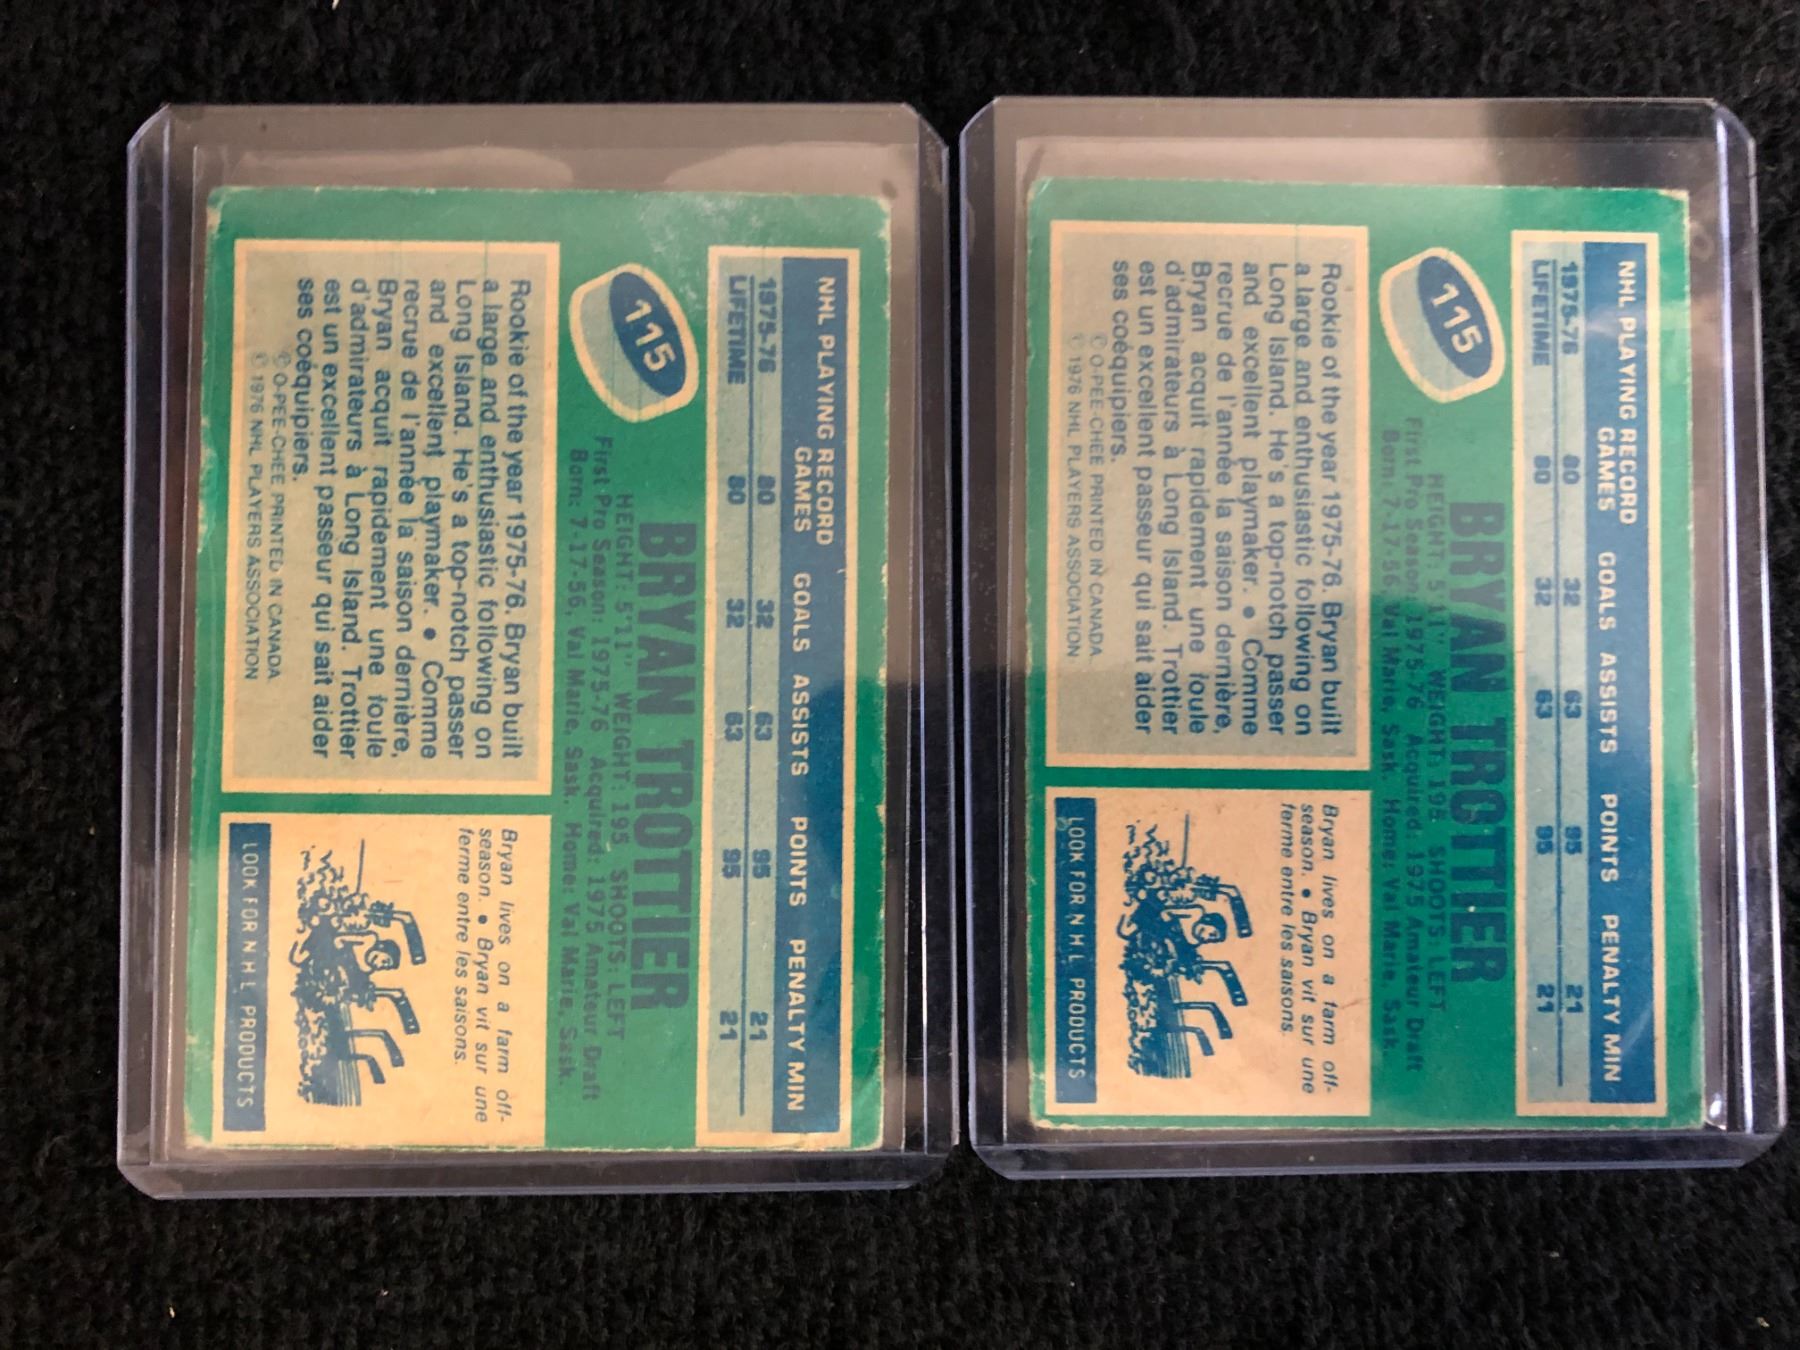 NHL PLAYING RECORD
GAMES GOALS ASSISTS POINTS PENALTY MIN
1975-76 80 32 63 95 21
LIFETIME 80 32 63 95 21
115
BRYAN TROTTIER
HEIGHT: 5'11" WEIGHT: 195 SHOOTS: LEFT
First Pro Season: 1975-76 Acquired: 1975 Amateur Draft
Born: 7-17-56, Val Marie, Sask. Home: Val Marie, Sask.
Rookie of the year 1975-76. Bryan built
a large and enthusiastic following on
Long Island. He's a top-notch passer
and excellent playmaker. • Comme
recrue de l'année la saison dernière,
Bryan acquit rapidement une foule
d'admirateurs à Long Island. Trottier
est un excellent passeur qui sait aider
ses coéquipiers.
© O-PEE-CHEE PRINTED IN CANADA
© 1976 NHL PLAYERS ASSOCIATION
Bryan lives on a farm off-
season. • Bryan vit sur une
ferme entre les saisons.
LOOK FOR NHL PRODUCTS
NHL PLAYING RECORD
GAMES GOALS ASSISTS POINTS PENALTY MIN
1975-76 80 32 63 95 21
LIFETIME 80 32 63 95 21
115
BRYAN TROTTIER
HEIGHT: 5'11" WEIGHT: 195 SHOOTS: LEFT
First Pro Season: 1975-76 Acquired: 1975 Amateur Draft
Born: 7-17-56, Val Marie, Sask. Home: Val Marie, Sask.
Rookie of the year 1975-76. Bryan built
a large and enthusiastic following on
Long Island. He's a top-notch passer
and excellent playmaker. • Comme
recrue de l'année la saison dernière,
Bryan acquit rapidement une foule
d'admirateurs à Long Island. Trottier
est un excellent passeur qui sait aider
ses coéquipiers.
© O-PEE-CHEE PRINTED IN CANADA
© 1976 NHL PLAYERS ASSOCIATION
Bryan lives on a farm off-
season. • Bryan vit sur une
ferme entre les saisons.
LOOK FOR NHL PRODUCTS